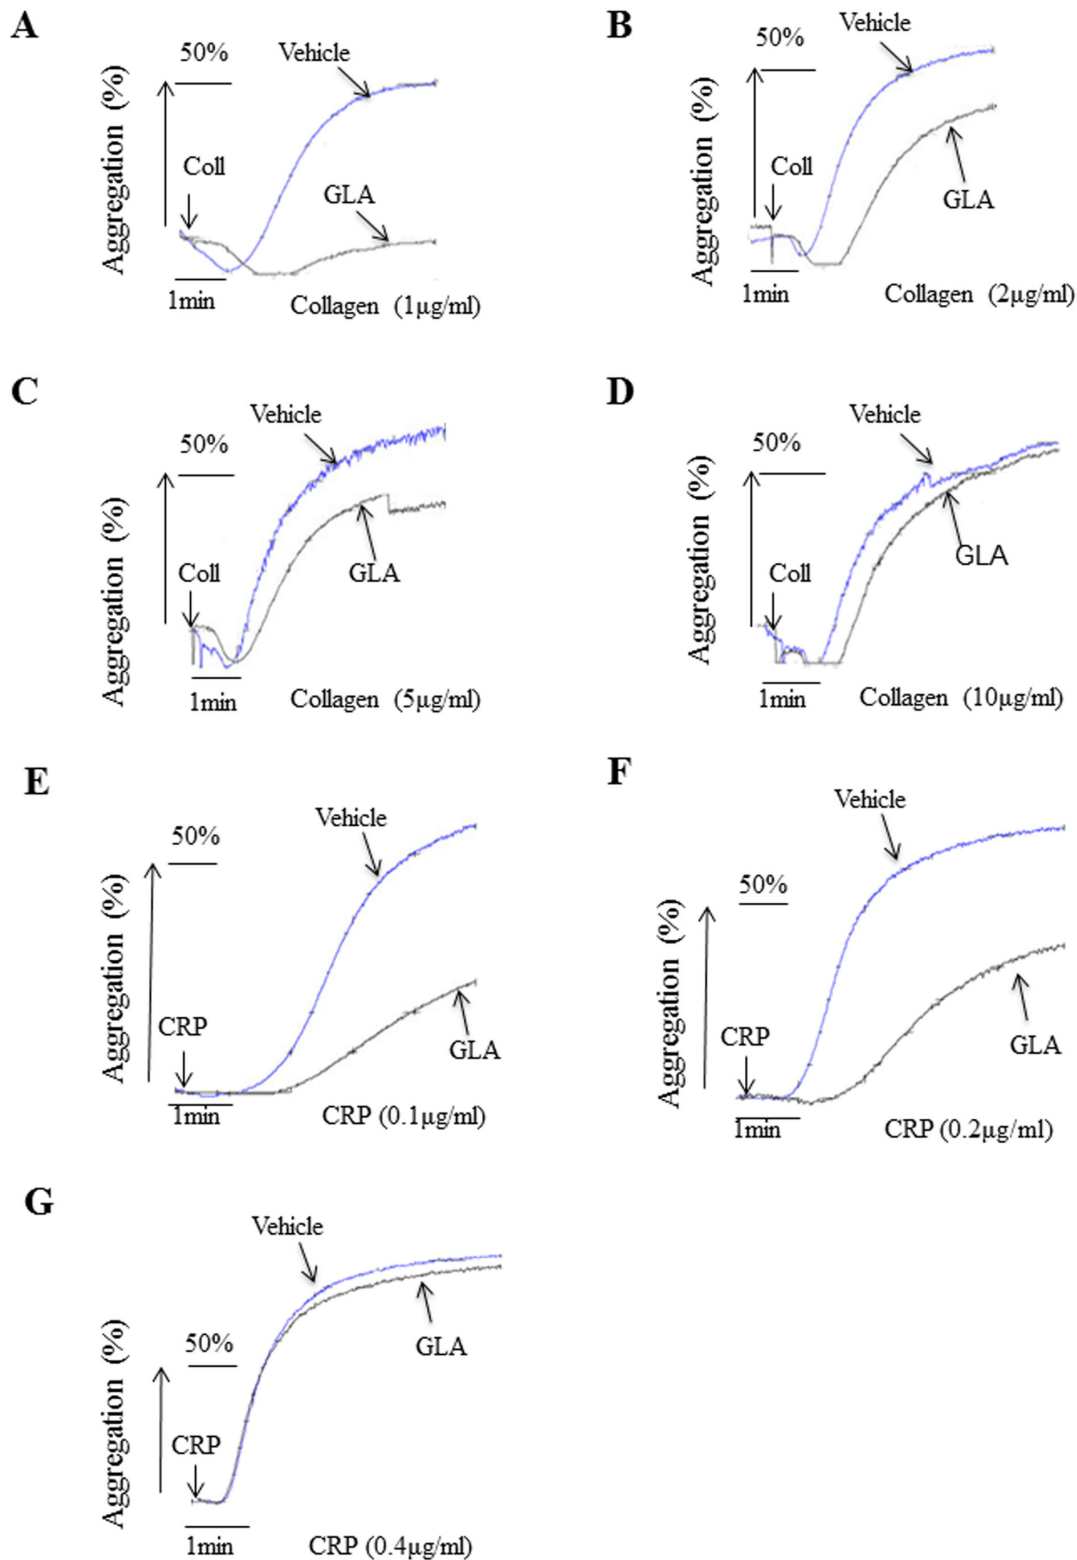 A
50%
Vehicle
Aggregation (%)
Coll
GLA
1min
Collagen (1µg/ml)
B
50%
Vehicle
Aggregation (%)
Coll
GLA
1min
Collagen (2µg/ml)
C
Vehicle
50%
Aggregation (%)
Coll
GLA
1min
Collagen (5µg/ml)
D
Vehicle
50%
Aggregation (%)
Coll
GLA
1min
Collagen (10µg/ml)
E
Vehicle
50%
Aggregation (%)
CRP
GLA
1min
CRP (0.1µg/ml)
F
Vehicle
50%
Aggregation (%)
CRP
GLA
1min
CRP (0.2µg/ml)
G
Vehicle
50%
GLA
Aggregation (%)
CRP
1min
CRP (0.4µg/ml)